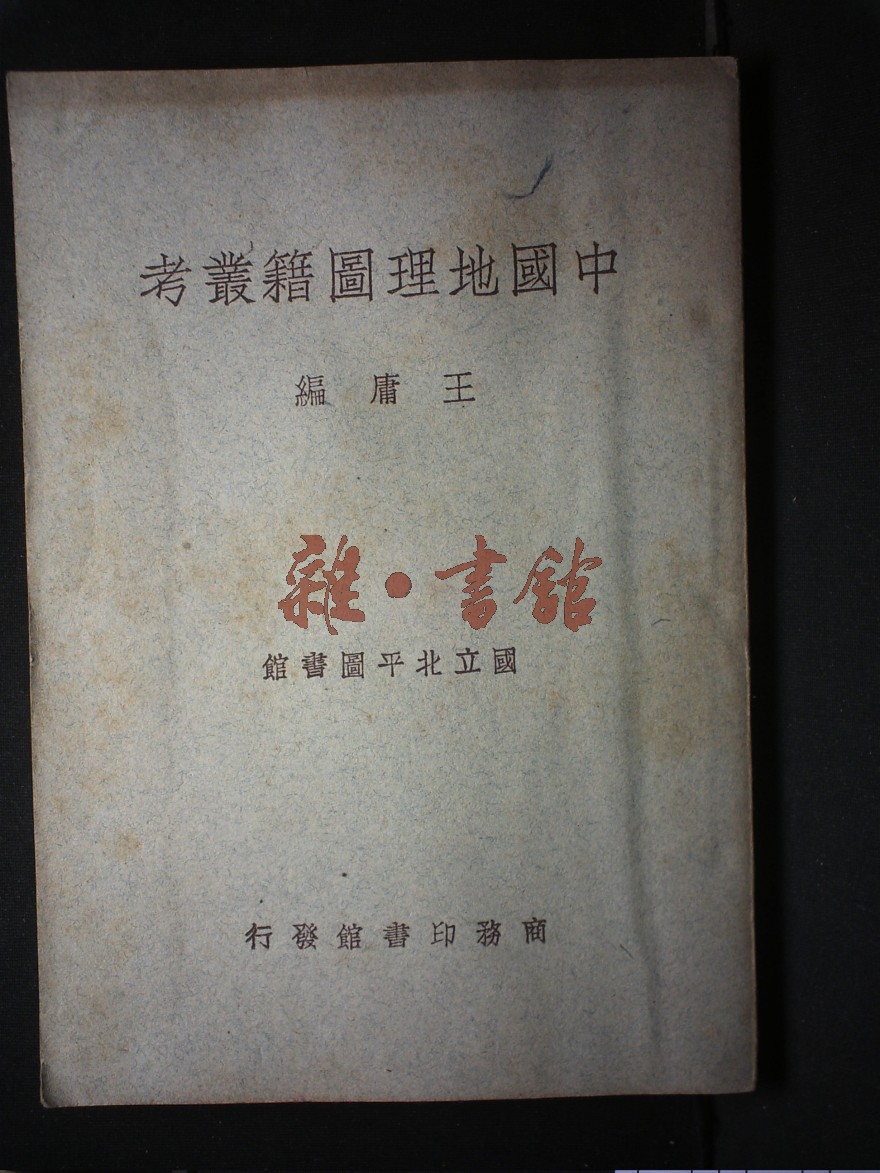 中國地理圖籍叢考
王庸編
雜·書館
國立北平圖書館
商務印書館發行